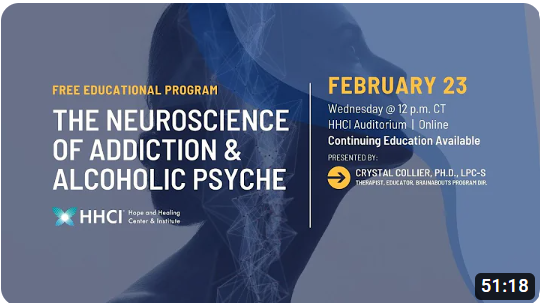 FREE EDUCATIONAL PROGRAM
THE NEUROSCIENCE
OF ADDICTION &
ALCOHOLIC PSYCHE
HHCI Hope and Healing
Center & Institute
FEBRUARY 23
Wednesday @ 12 p.m. CT
HHCI Auditorium | Online
Continuing Education Available
PRESENTED BY:
CRYSTAL COLLIER, PH.D., LPC-S
THERAPIST. EDUCATOR. BRAINABOUTS PROGRAM DIR.
51:18